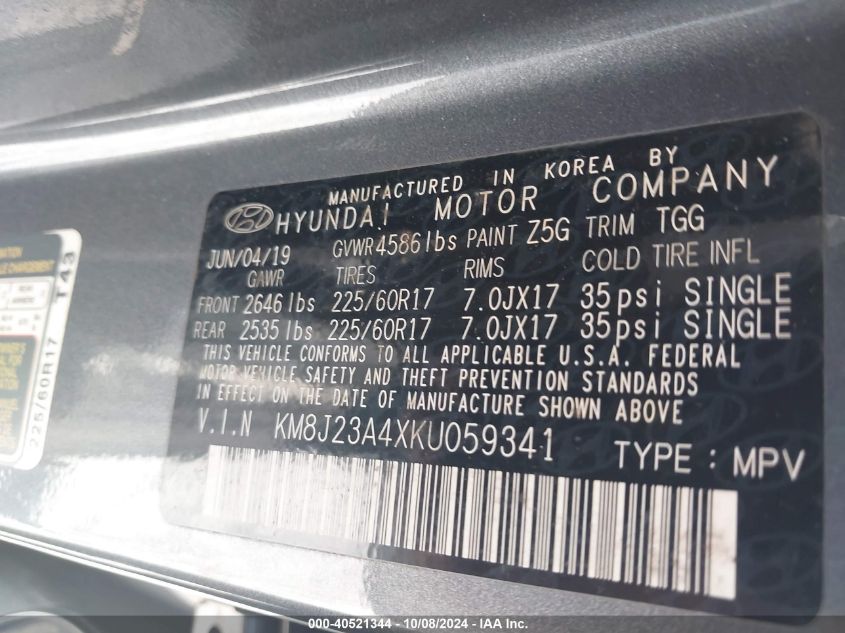 MANUFACTURED IN KOREA BY
HYUNDAI MOTOR COMPANY
JUN/04/19 GVWR 4586 lbs PAINT Z5G TRIM TGG
GAWR TIRES RIMS COLD TIRE INFL
FRONT 2646 lbs 225/60R17 7.0JX17 35psi SINGLE
REAR 2535 lbs 225/60R17 7.0JX17 35psi SINGLE
THIS VEHICLE CONFORMS TO ALL APPLICABLE U.S.A. FEDERAL
MOTOR VEHICLE SAFETY AND THEFT PREVENTION STANDARDS
IN EFFECT ON THE DATE OF MANUFACTURE SHOWN ABOVE
V.I.N KM8J23A4XKU059341
TYPE : MPV
T43
225/60R17
000-40521344 - 10/08/2024 - IAA Inc.